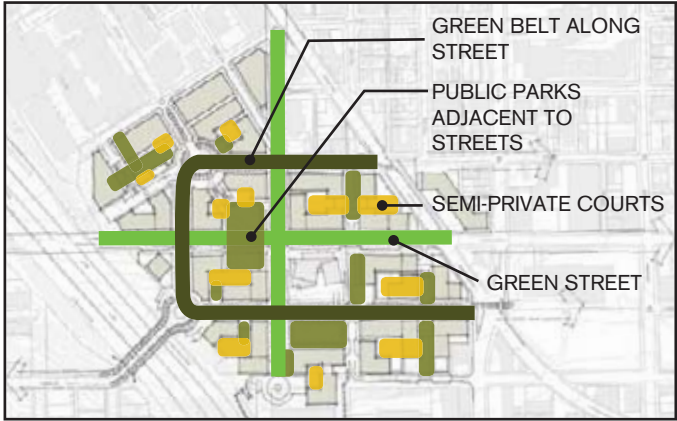 GREEN BELT ALONG
STREET
PUBLIC PARKS
ADJACENT TO
STREETS
SEMI-PRIVATE COURTS
GREEN STREET